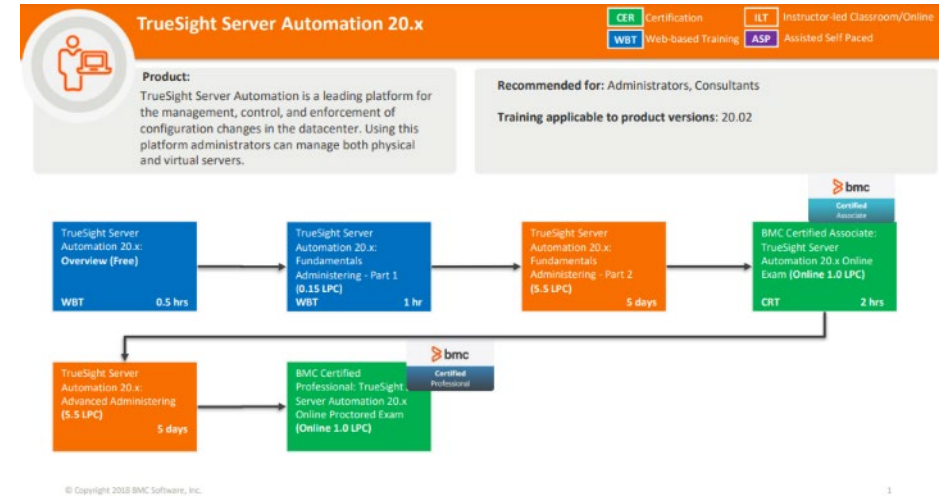 TrueSight Server Automation 20.x
CER Certification
ILT Instructor-led Classroom/Online
WBT Web-based Training
ASP Assisted Self Paced
Product:
TrueSight Server Automation is a leading platform for
the management, control, and enforcement of
configuration changes in the datacenter. Using this
platform administrators can manage both physical
and virtual servers.
Recommended for: Administrators, Consultants
Training applicable to product versions: 20.02
TrueSight Server
Automation 20.x:
Overview (Free)
WBT 0.5 hrs
TrueSight Server
Automation 20.x:
Fundamentals
Administering - Part 1
(0.15 LPC)
WBT 1 hr
TrueSight Server
Automation 20.x:
Fundamentals
Administering - Part 2
(5.5 LPC)
5 days
bmc
Certified
Associate
BMC Certified Associate:
TrueSight Server
Automation 20.x Online
Exam (Online 1.0 LPC)
CRT 2 hrs
TrueSight Server
Automation 20.x:
Advanced Administering
(5.5 LPC)
5 days
bmc
Certified
Professional
BMC Certified
Professional: TrueSight
Server Automation 20.x
Online Proctored Exam
(Online 1.0 LPC)
© Copyright 2018 BMC Software, Inc.
1